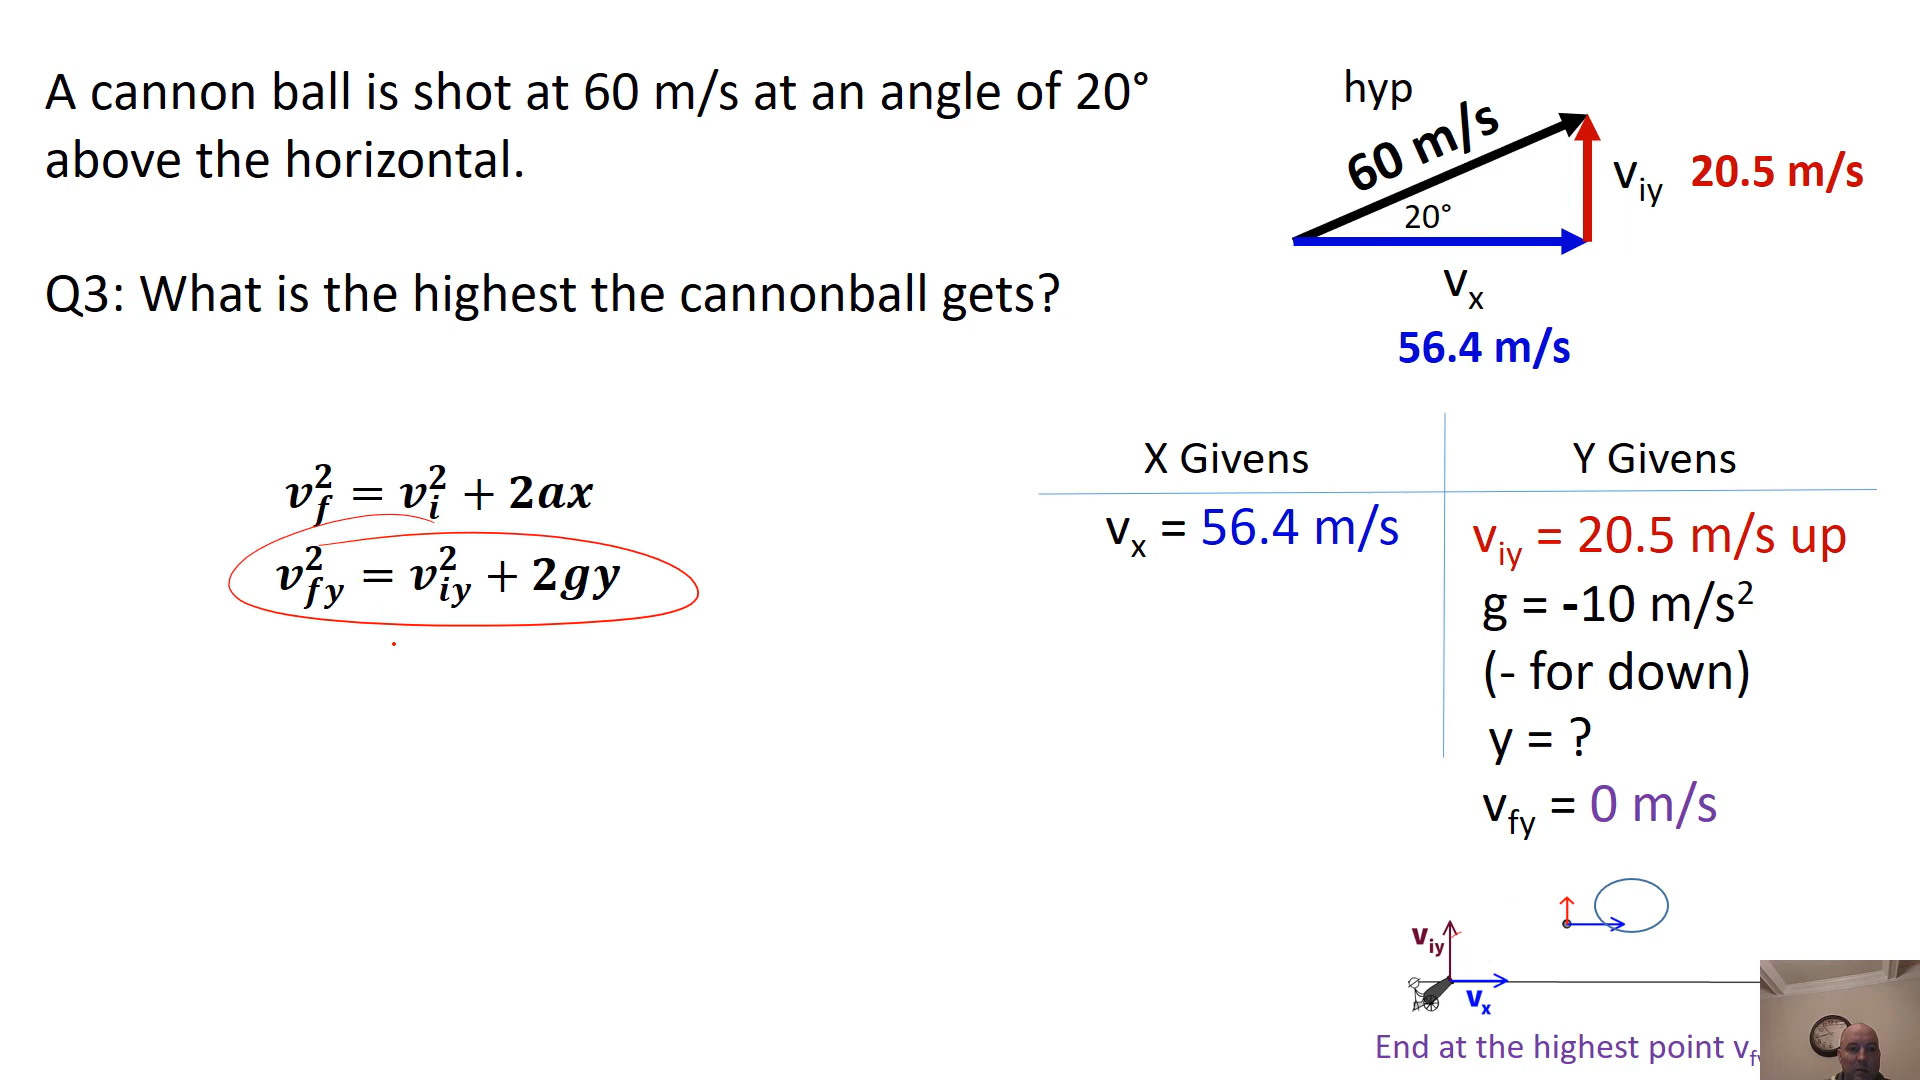 A cannon ball is shot at 60 m/s at an angle of 20°
above the horizontal.
Q3: What is the highest the cannonball gets?
hyp
60 m/s
20°
v_iy 20.5 m/s
v_x
56.4 m/s
v_f^2 = v_i^2 + 2ax
v_fy^2 = v_iy^2 + 2gy
X Givens
v_x = 56.4 m/s
Y Givens
v_iy = 20.5 m/s up
g = -10 m/s²
(- for down)
y = ?
v_fy = 0 m/s
v_iy
v_x
End at the highest point v_fy